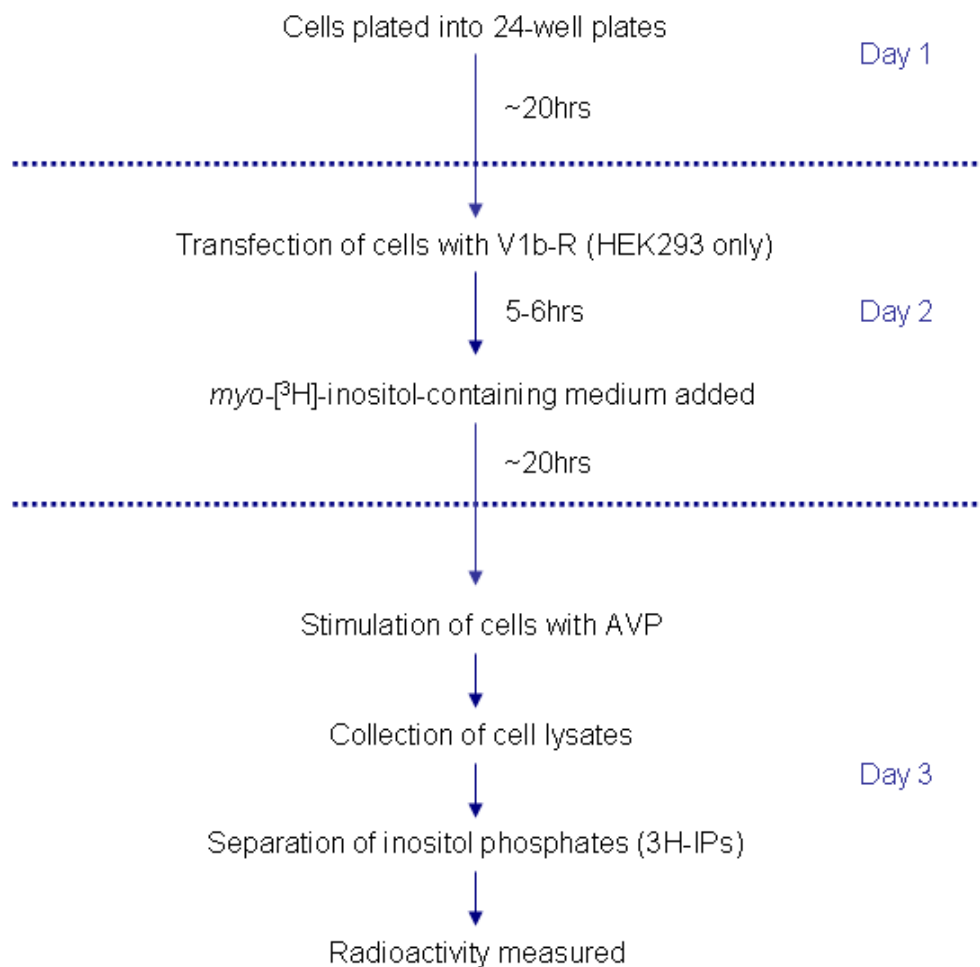 Cells plated into 24-well plates
Day 1
~20hrs
Transfection of cells with V1b-R (HEK293 only)
5-6hrs
Day 2
myo-[³H]-inositol-containing medium added
~20hrs
Stimulation of cells with AVP
Collection of cell lysates
Day 3
Separation of inositol phosphates (3H-IPs)
Radioactivity measured